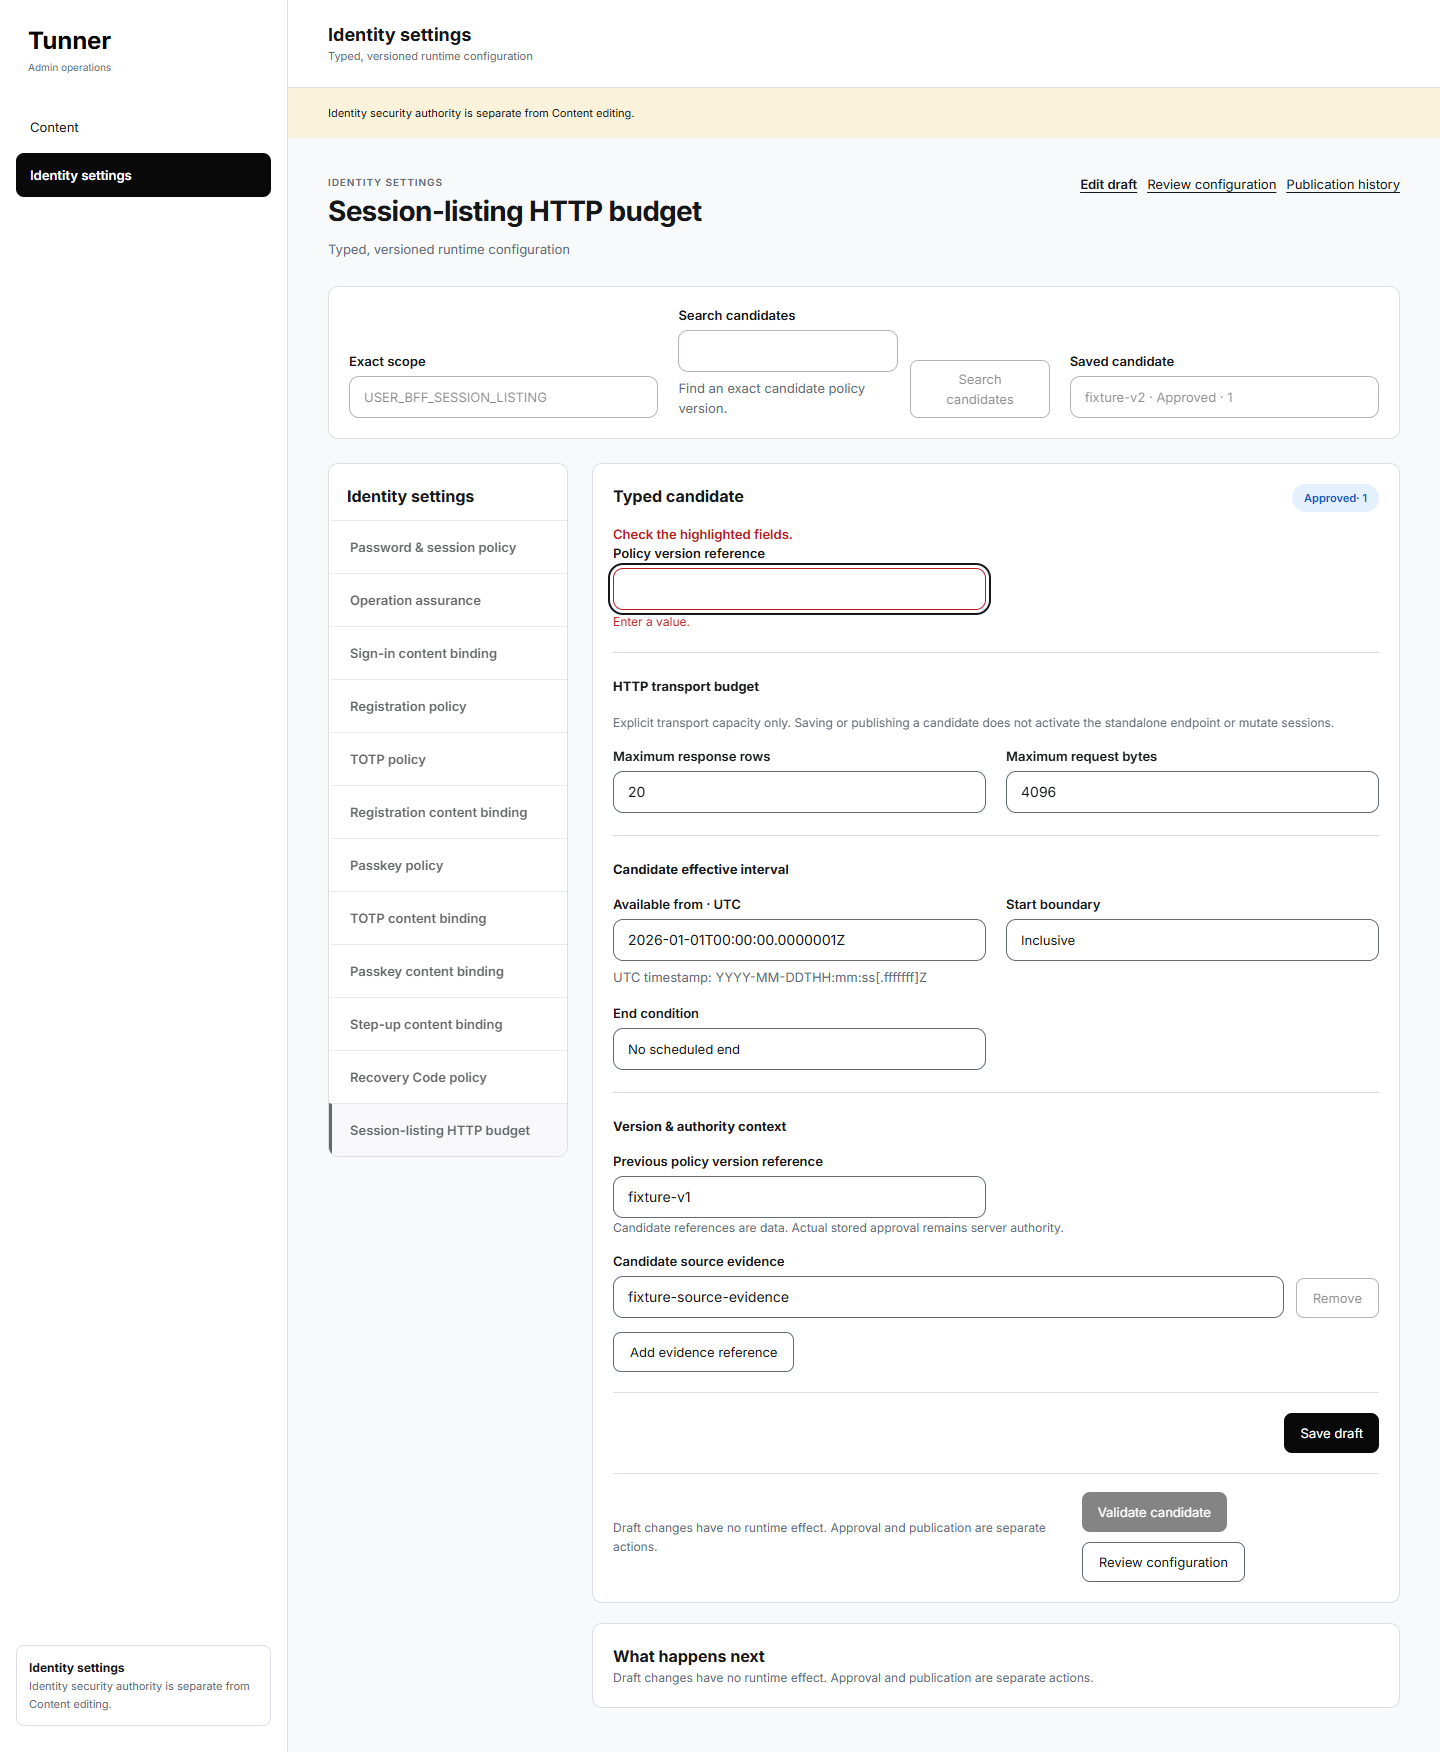 Tunner
Admin operations
Content
Identity settings
Identity settings
Identity security authority is separate from
Content editing.
Identity settings
Typed, versioned runtime configuration
Identity security authority is separate from Content editing.
IDENTITY SETTINGS
Session-listing HTTP budget
Typed, versioned runtime configuration
Edit draft
Review configuration
Publication history
Exact scope
USER_BFF_SESSION_LISTING
Search candidates
Find an exact candidate policy
version.
Search
candidates
Saved candidate
fixture-v2 · Approved · 1
Identity settings
Password & session policy
Operation assurance
Sign-in content binding
Registration policy
TOTP policy
Registration content binding
Passkey policy
TOTP content binding
Passkey content binding
Step-up content binding
Recovery Code policy
Session-listing HTTP budget
Typed candidate
Approved· 1
Check the highlighted fields.
Policy version reference
Enter a value.
HTTP transport budget
Explicit transport capacity only. Saving or publishing a candidate does not activate the standalone endpoint or mutate sessions.
Maximum response rows
20
Maximum request bytes
4096
Candidate effective interval
Available from · UTC
2026-01-01T00:00:00.0000001Z
UTC timestamp: YYYY-MM-DDTHH:mm:ss[.fffffff]Z
Start boundary
Inclusive
End condition
No scheduled end
Version & authority context
Previous policy version reference
fixture-v1
Candidate references are data. Actual stored approval remains server authority.
Candidate source evidence
fixture-source-evidence
Remove
Add evidence reference
Save draft
Draft changes have no runtime effect. Approval and publication are separate
actions.
Validate candidate
Review configuration
What happens next
Draft changes have no runtime effect. Approval and publication are separate actions.